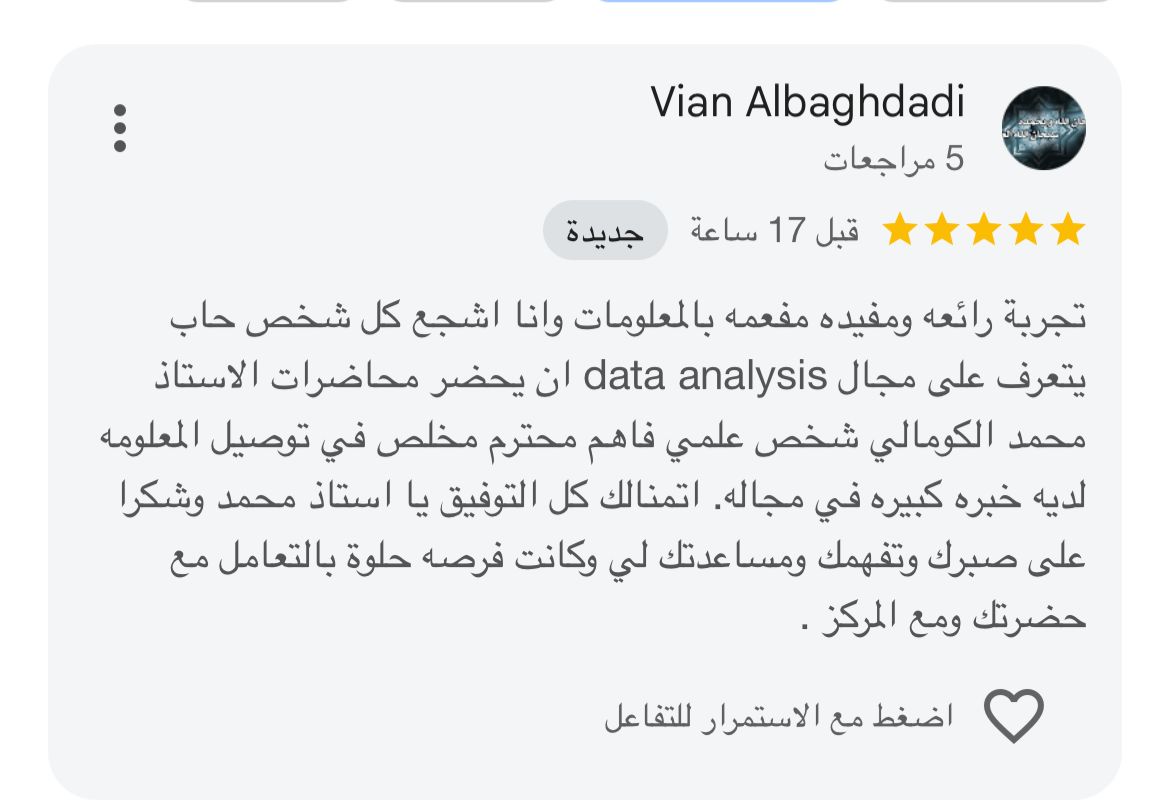 Vian Albaghdadi
5 مراجعات
قبل 17 ساعة جديدة
تجربة رائعه ومفيده مفعمه بالمعلومات وانا اشجع كل شخص حاب
يتعرف على مجال data analysis ان يحضر محاضرات الاستاذ
محمد الكومالي شخص علمي فاهم محترم مخلص في توصيل المعلومه
لديه خبره كبيره في مجاله. اتمنالك كل التوفيق يا استاذ محمد وشكرا
على صبرك وتفهمك ومساعدتك لي وكانت فرصه حلوة بالتعامل مع
حضرتك ومع المركز .
اضغط مع الاستمرار للتفاعل